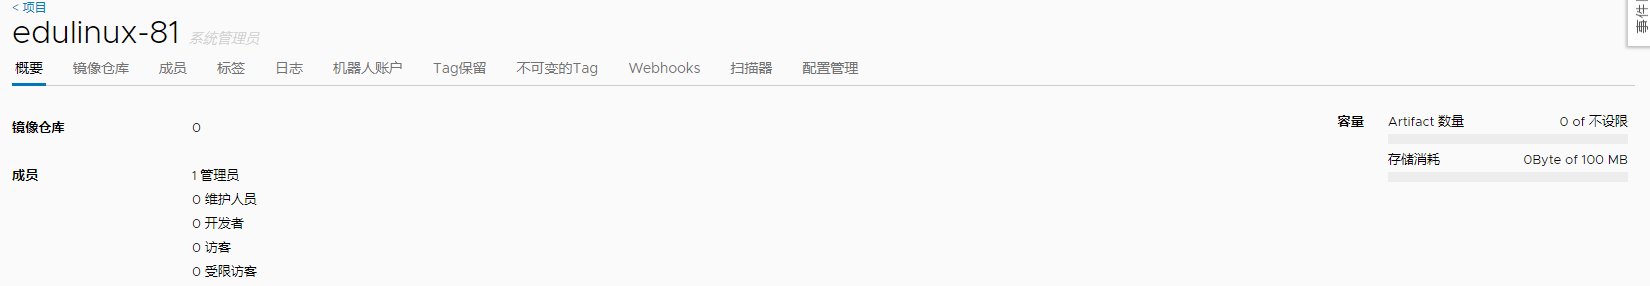 < 项目
edulinux-81 系统管理员
概要 镜像仓库 成员 标签 日志 机器人账户 Tag保留 不可变的Tag Webhooks 扫描器 配置管理
镜像仓库 0
成员 1 管理员
0 维护人员
0 开发者
0 访客
0 受限访客
容量 Artifact 数量 0 of 不设限
存储消耗 0Byte of 100 MB
事件